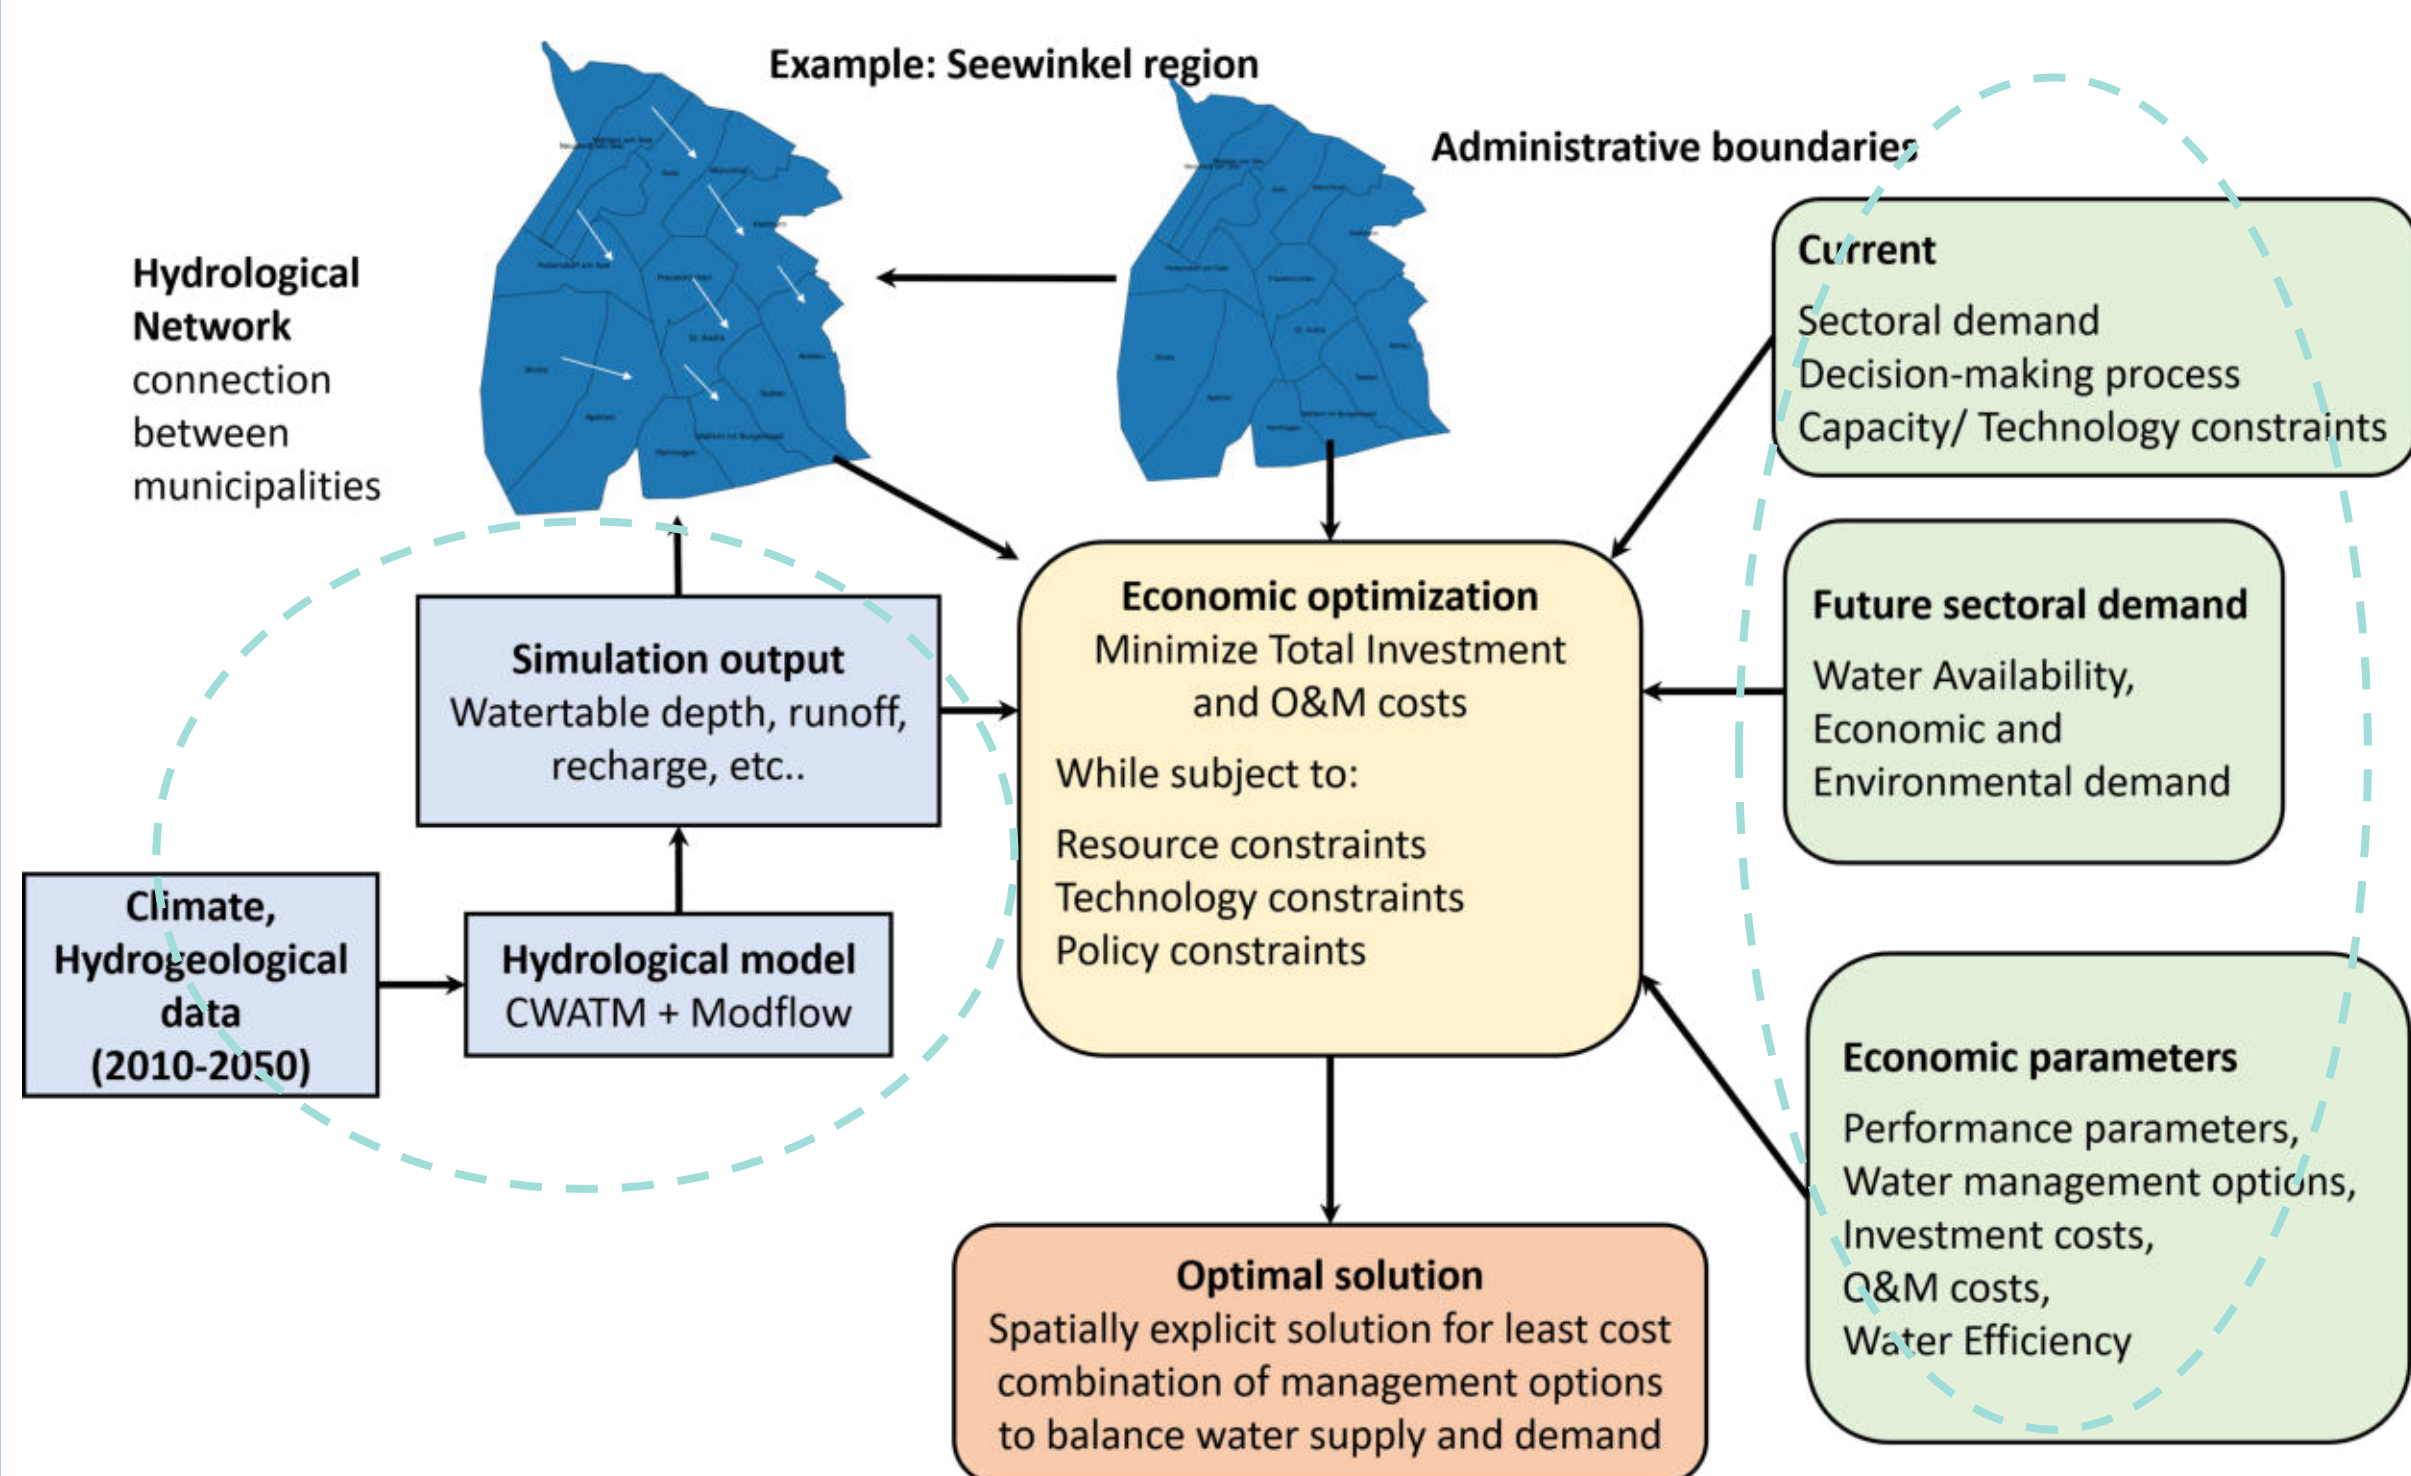 Example: Seewinkel region
Administrative boundaries
Hydrological
Network
connection
between
municipalities
Current
Sectoral demand
Decision-making process
Capacity/ Technology constraints
Simulation output
Watertable depth, runoff,
recharge, etc..
Climate,
Hydrogeological
data
(2010-2050)
Hydrological model
CWATM + Modflow
Economic optimization
Minimize Total Investment
and O&M costs
While subject to:
Resource constraints
Technology constraints
Policy constraints
Future sectoral demand
Water Availability,
Economic and
Environmental demand
Economic parameters
Performance parameters,
Water management options,
Investment costs,
O&M costs,
Water Efficiency
Optimal solution
Spatially explicit solution for least cost
combination of management options
to balance water supply and demand